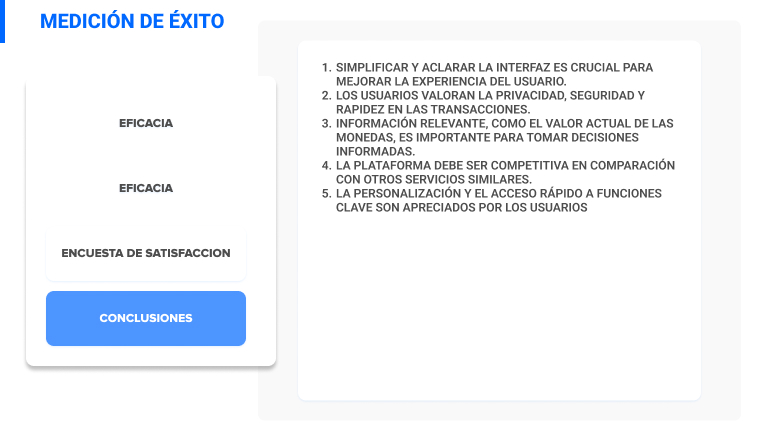 MEDICIÓN DE ÉXITO
EFICACIA
EFICACIA
ENCUESTA DE SATISFACCION
CONCLUSIONES
1. SIMPLIFICAR Y ACLARAR LA INTERFAZ ES CRUCIAL PARA
MEJORAR LA EXPERIENCIA DEL USUARIO.
2. LOS USUARIOS VALORAN LA PRIVACIDAD, SEGURIDAD Y
RAPIDEZ EN LAS TRANSACCIONES.
3. INFORMACIÓN RELEVANTE, COMO EL VALOR ACTUAL DE LAS
MONEDAS, ES IMPORTANTE PARA TOMAR DECISIONES
INFORMADAS.
4. LA PLATAFORMA DEBE SER COMPETITIVA EN COMPARACIÓN
CON OTROS SERVICIOS SIMILARES.
5. LA PERSONALIZACIÓN Y EL ACCESO RÁPIDO A FUNCIONES
CLAVE SON APRECIADOS POR LOS USUARIOS